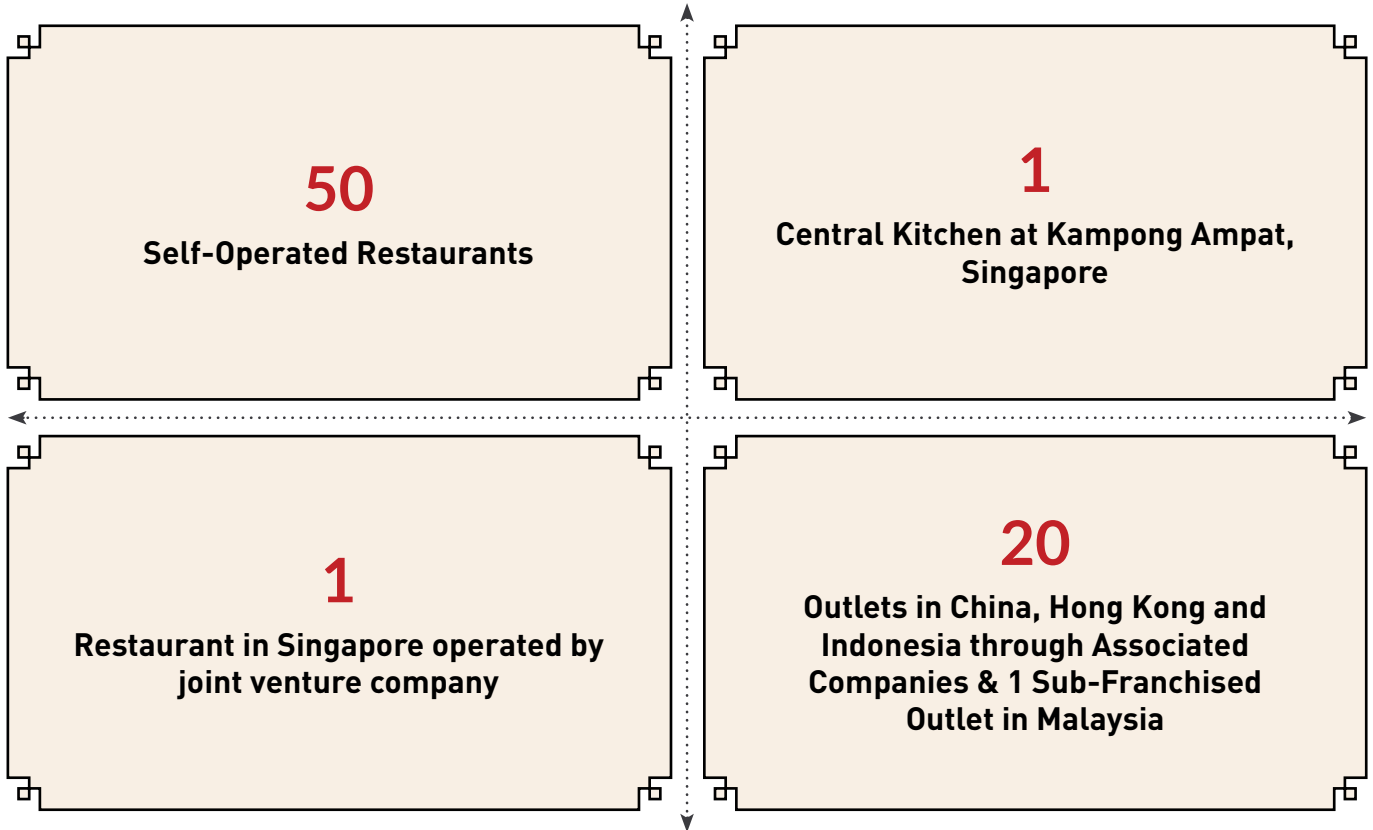 50
Self-Operated Restaurants
1
Central Kitchen at Kampong Ampat,
Singapore
1
Restaurant in Singapore operated by
joint venture company
20
Outlets in China, Hong Kong and
Indonesia through Associated
Companies & 1 Sub-Franchised
Outlet in Malaysia